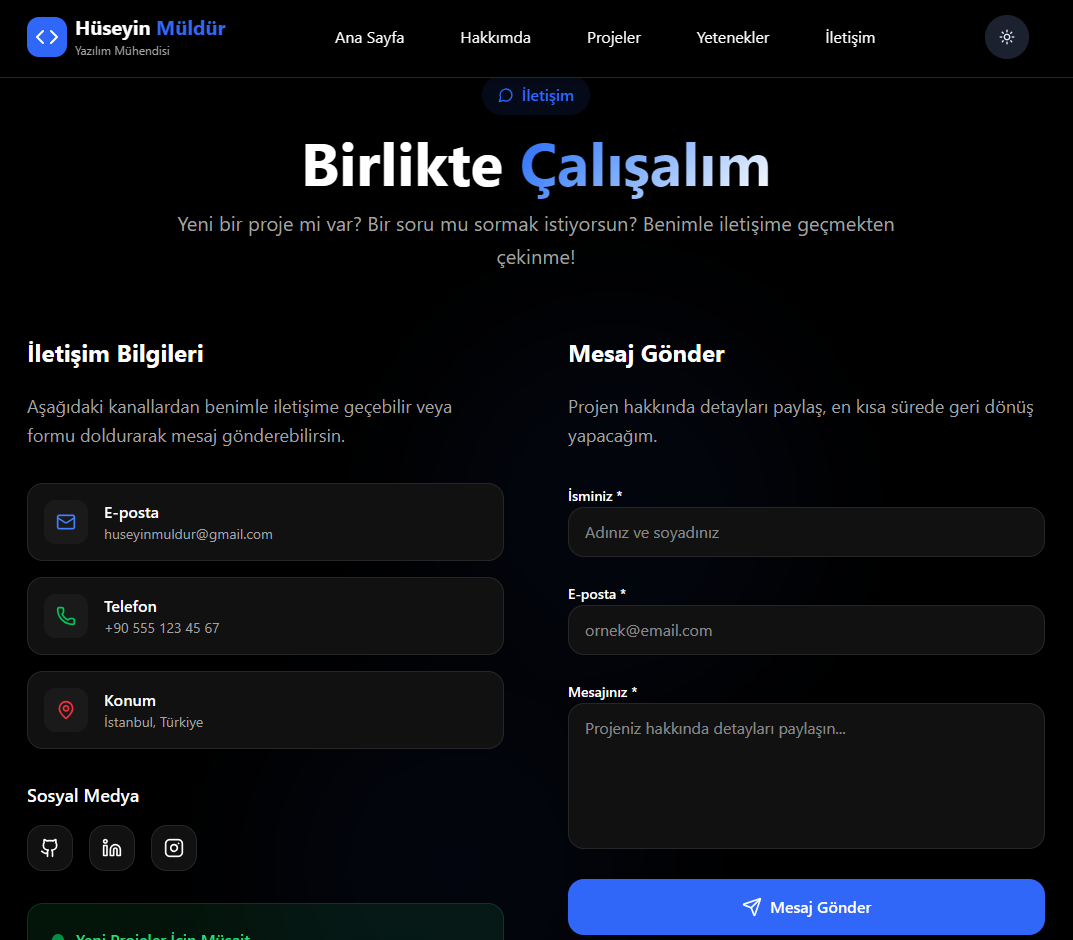 Hüseyin Müldür
Yazılım Mühendisi
Ana Sayfa
Hakkımda
Projeler
Yetenekler
İletişim
İletişim
Birlikte Çalışalım
Yeni bir proje mi var? Bir soru mu sormak istiyorsun? Benimle iletişime geçmekten
çekinme!
İletişim Bilgileri
Aşağıdaki kanallardan benimle iletişime geçebilir veya
formu doldurarak mesaj gönderebilirsin.
E-posta
huseyinmuldur@gmail.com
Telefon
+90 555 123 45 67
Konum
İstanbul, Türkiye
Sosyal Medya
Yeni Projeler İçin Müsait
Mesaj Gönder
Projen hakkında detayları paylaş, en kısa sürede geri dönüş
yapacağım.
İsminiz *
Adınız ve soyadınız
E-posta *
ornek@email.com
Mesajınız *
Projeniz hakkında detayları paylaşın...
Mesaj Gönder